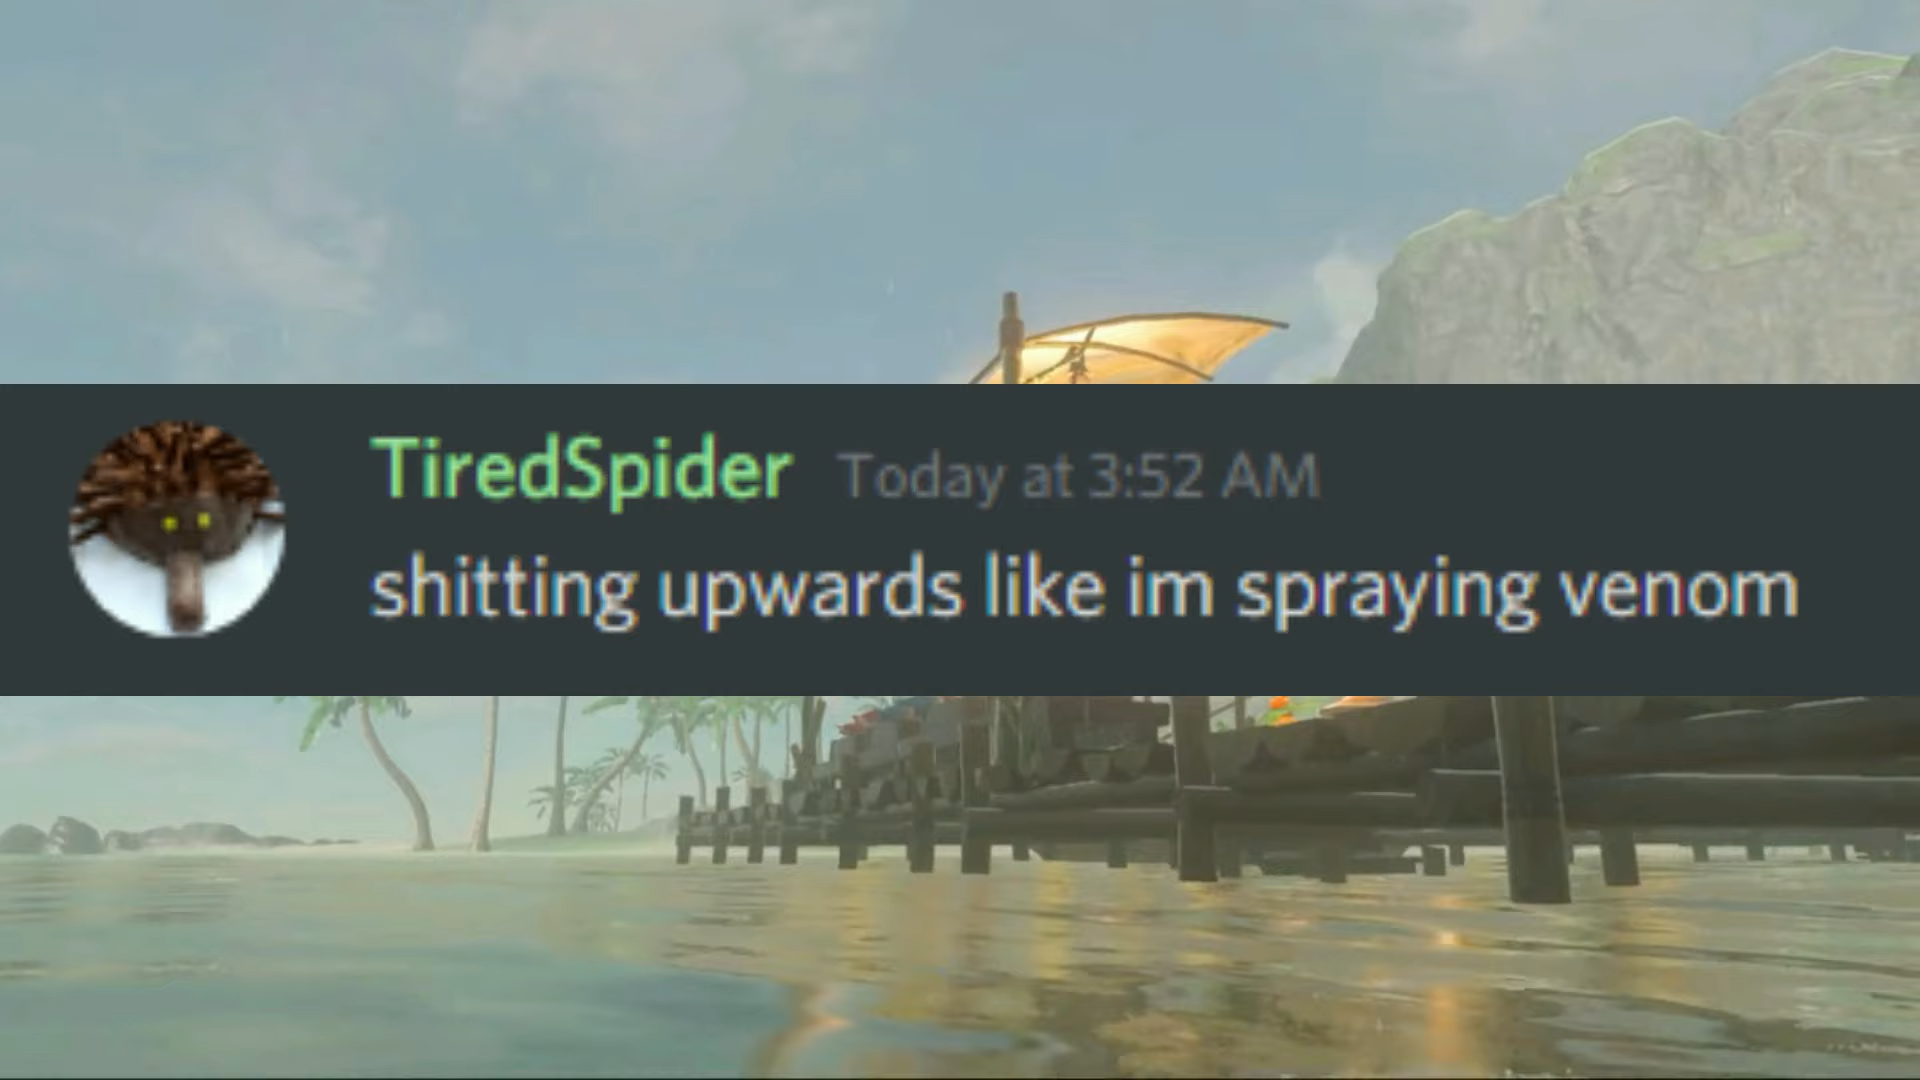 TiredSpider Today at 3:52 AM
shitting upwards like im spraying venom